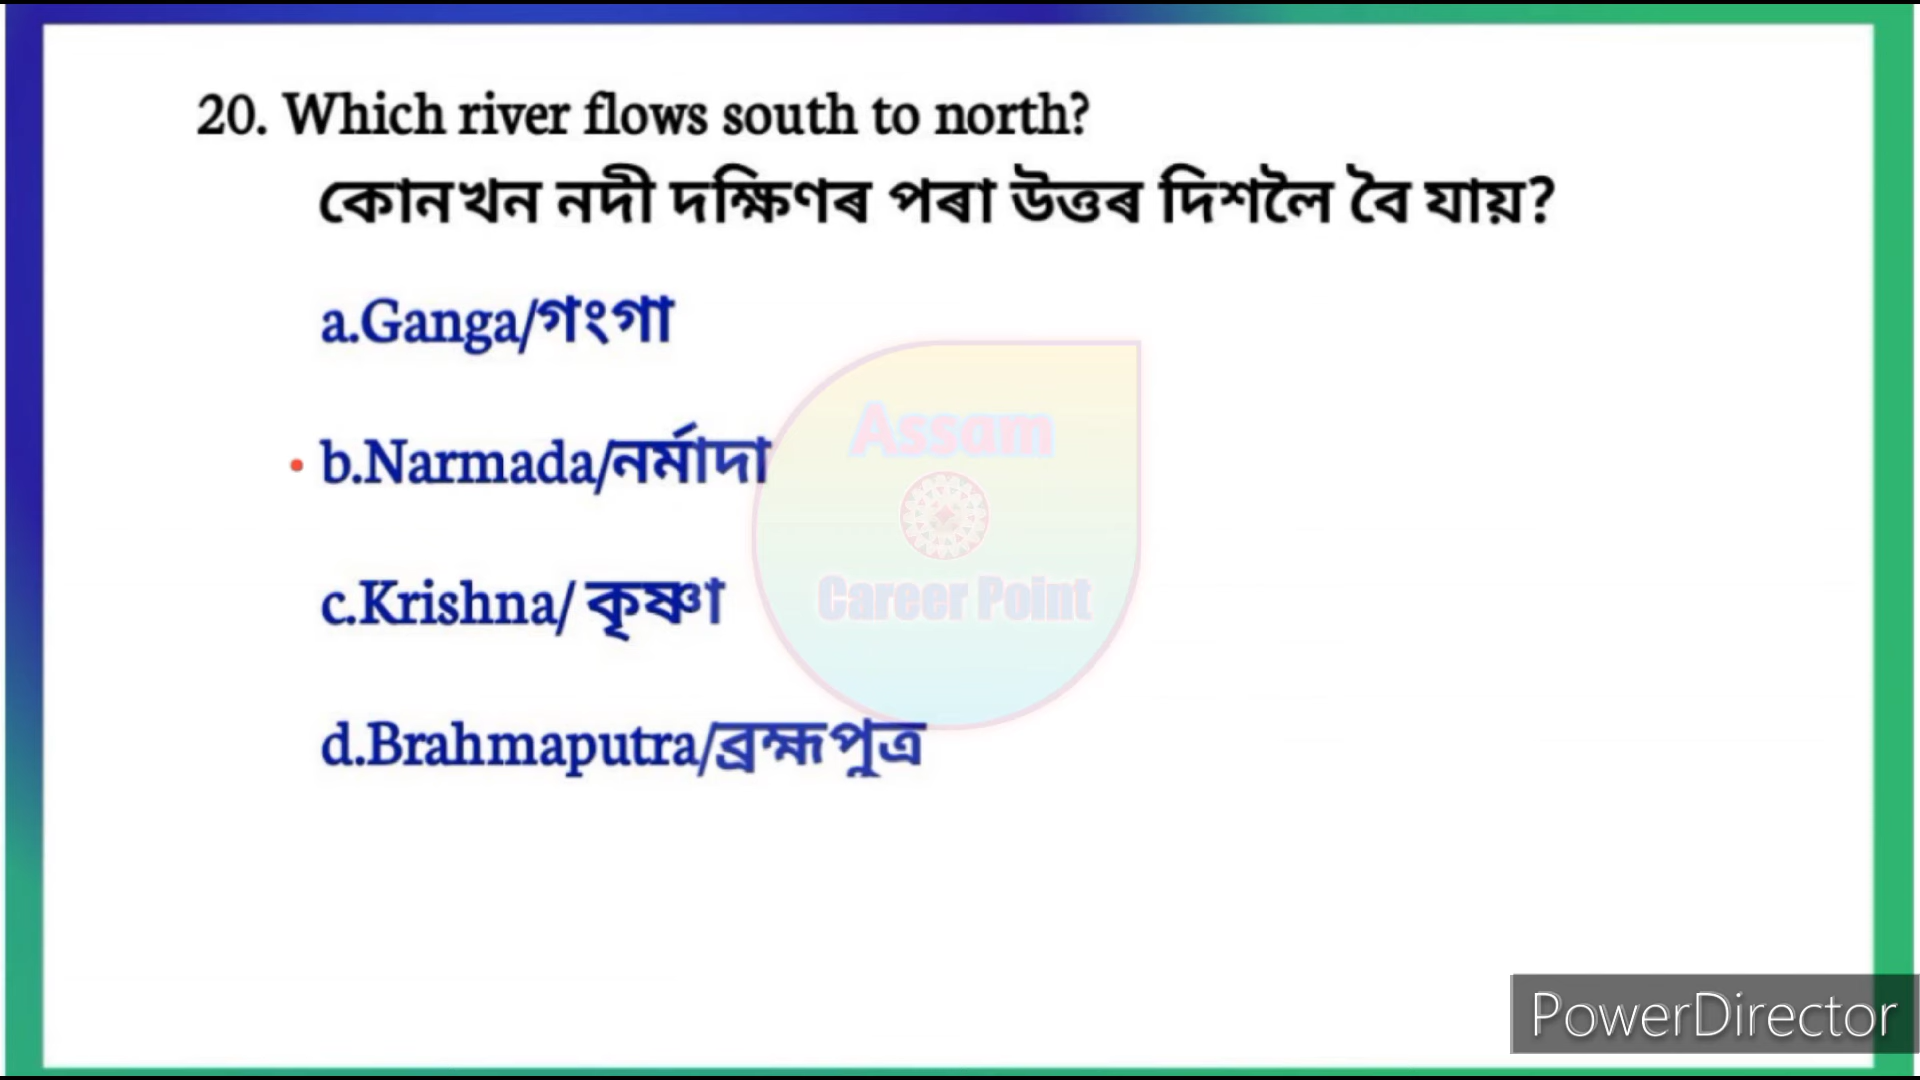 20. Which river flows south to north?
কোনখন নদী দক্ষিণৰ পৰা উত্তৰ দিশলৈ বৈ যায়?
a.Ganga/গংগা
b.Narmada/নৰ্মাদা
c.Krishna/ কৃষ্ণা
d.Brahmaputra/ব্ৰহ্মপুত্ৰ
Assam
Career Point
PowerDirector